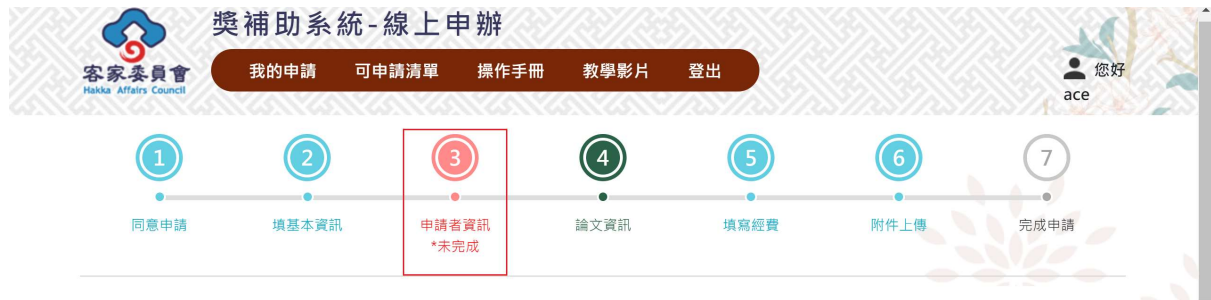 獎補助系統-線上申辦
客家委員會
Hakka Affairs Council
我的申請 可申請清單 操作手冊 教學影片 登出
您好
ace
1 2 3 4 5 6 7
同意申請 填基本資訊 申請者資訊 論文資訊 填寫經費 附件上傳 完成申請
*未完成